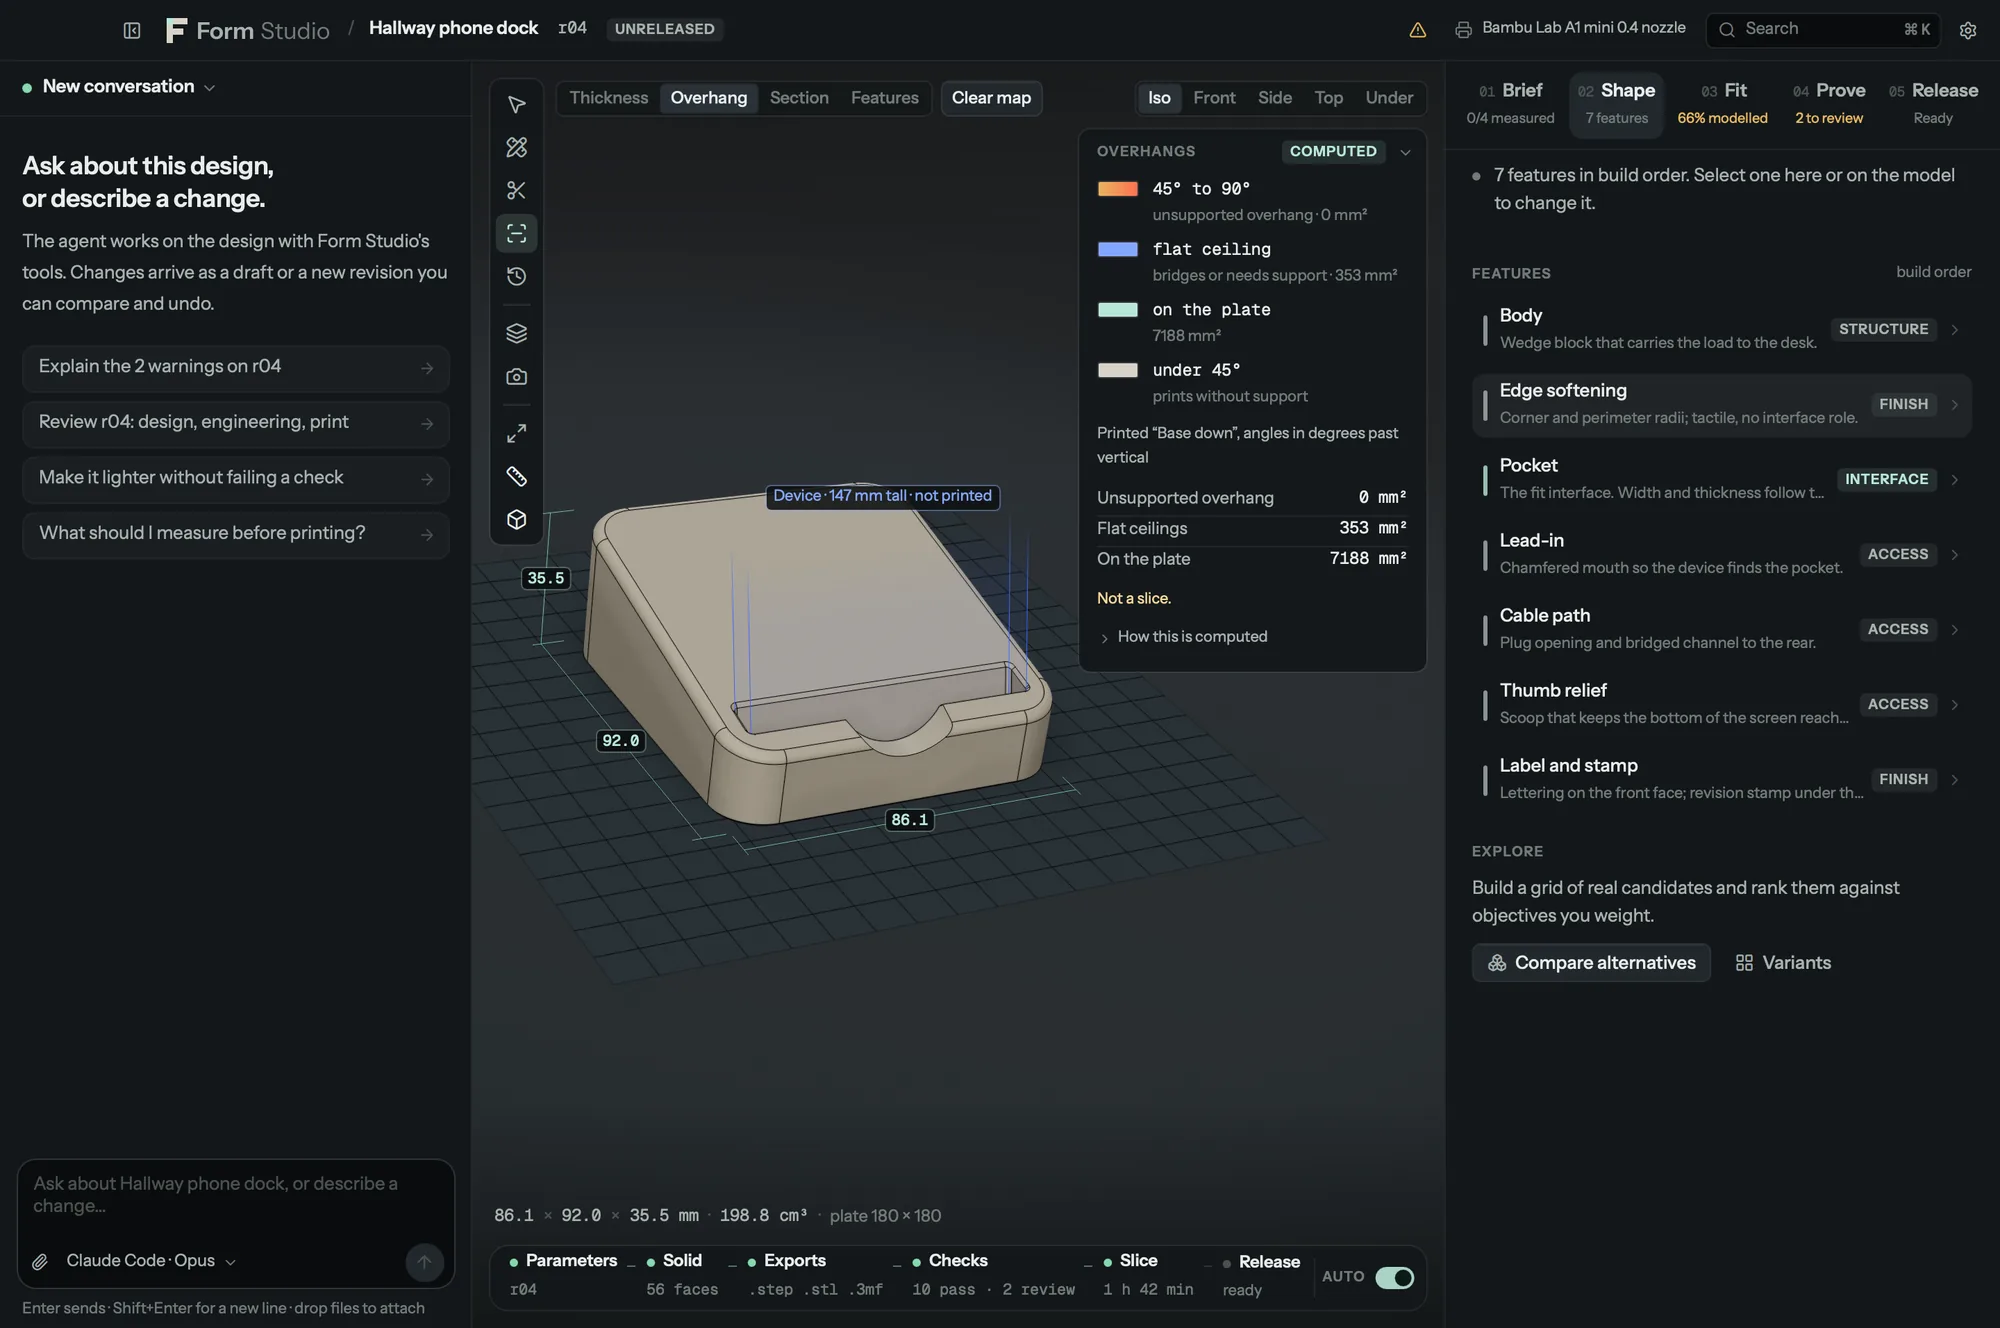 Form Studio / Hallway phone dock r04 UNRELEASED
Bambu Lab A1 mini 0.4 nozzle
Search ⌘K
New conversation
Ask about this design,
or describe a change.
The agent works on the design with Form Studio's
tools. Changes arrive as a draft or a new revision you
can compare and undo.
Explain the 2 warnings on r04
Review r04: design, engineering, print
Make it lighter without failing a check
What should I measure before printing?
Ask about Hallway phone dock, or describe a
change...
Claude Code · Opus
Enter sends · Shift+Enter for a new line · drop files to attach
Thickness Overhang Section Features Clear map
Iso Front Side Top Under
OVERHANGS COMPUTED
45° to 90°
unsupported overhang · 0 mm²
flat ceiling
bridges or needs support · 353 mm²
on the plate
7188 mm²
under 45°
prints without support
Printed “Base down”, angles in degrees past
vertical
Unsupported overhang 0 mm²
Flat ceilings 353 mm²
On the plate 7188 mm²
Not a slice.
How this is computed
Device · 147 mm tall · not printed
35.5
92.0
86.1
86.1 × 92.0 × 35.5 mm · 198.8 cm³ · plate 180 × 180
Parameters – Solid – Exports – Checks – Slice – Release
r04 56 faces .step .stl .3mf 10 pass · 2 review 1 h 42 min ready
AUTO
01 Brief 02 Shape 03 Fit 04 Prove 05 Release
0/4 measured 7 features 66% modelled 2 to review Ready
7 features in build order. Select one here or on the model
to change it.
FEATURES build order
Body
Wedge block that carries the load to the desk.
STRUCTURE
Edge softening
Corner and perimeter radii; tactile, no interface role.
FINISH
Pocket
The fit interface. Width and thickness follow t...
INTERFACE
Lead-in
Chamfered mouth so the device finds the pocket.
ACCESS
Cable path
Plug opening and bridged channel to the rear.
ACCESS
Thumb relief
Scoop that keeps the bottom of the screen reach...
ACCESS
Label and stamp
Lettering on the front face; revision stamp under th...
FINISH
EXPLORE
Build a grid of real candidates and rank them against
objectives you weight.
Compare alternatives Variants